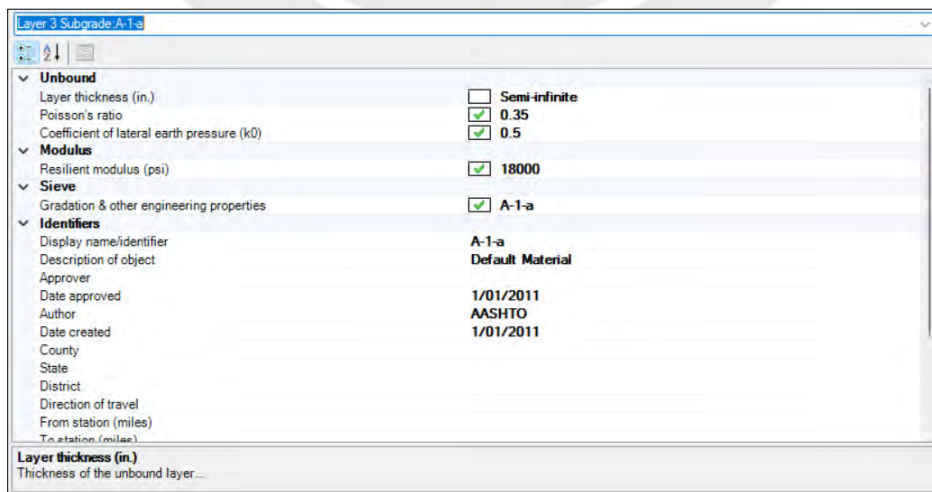 Layer 3 Subgrade:A-1-a
Unbound
Layer thickness (in.) Semi-infinite
Poisson's ratio 0.35
Coefficient of lateral earth pressure (k0) 0.5
Modulus
Resilient modulus (psi) 18000
Sieve
Gradation & other engineering properties A-1-a
Identifiers
Display name/identifier A-1-a
Description of object Default Material
Approver
Date approved 1/01/2011
Author AASHTO
Date created 1/01/2011
County
State
District
Direction of travel
From station (miles)
To station (miles)
Layer thickness (in.)
Thickness of the unbound layer...